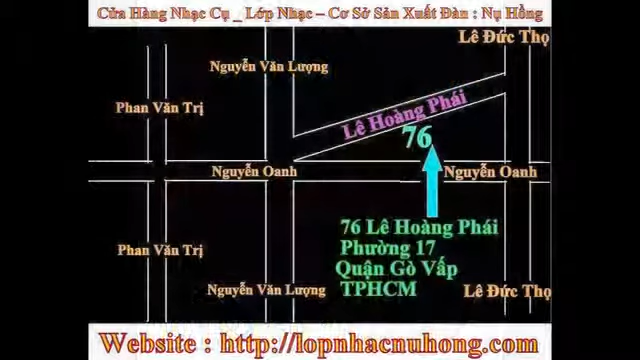 Cửa Hàng Nhạc Cụ _ Lớp Nhạc – Cơ Sở Sản Xuất Đàn : Nụ Hồng
Lê Đức Thọ
Nguyễn Văn Lượng
Phan Văn Trị
Lê Hoàng Phái
76
Nguyễn Oanh
Nguyễn Oanh
76 Lê Hoàng Phái
Phường 17
Phan Văn Trị
Quận Gò Vấp
Nguyễn Văn Lượng
TPHCM
Lê Đức Thọ
Website : http://lopnhacnuhong.com